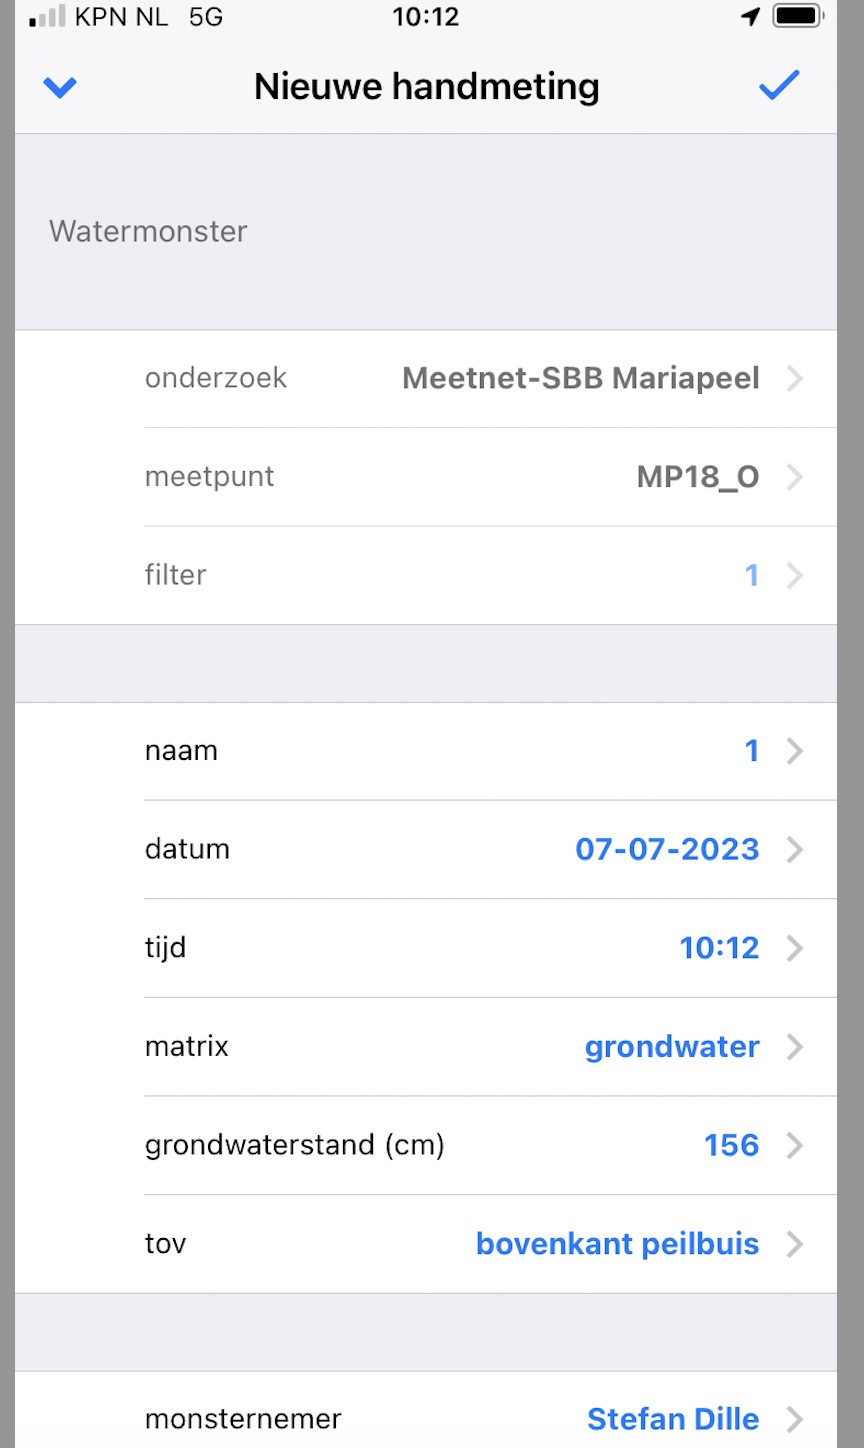 KPN NL 5G 10:12
Nieuwe handmeting
Watermonster
onderzoek Meetnet-SBB Mariapeel
meetpunt MP18_O
filter 1
naam 1
datum 07-07-2023
tijd 10:12
matrix grondwater
grondwaterstand (cm) 156
tov bovenkant peilbuis
monsternemer Stefan Dille